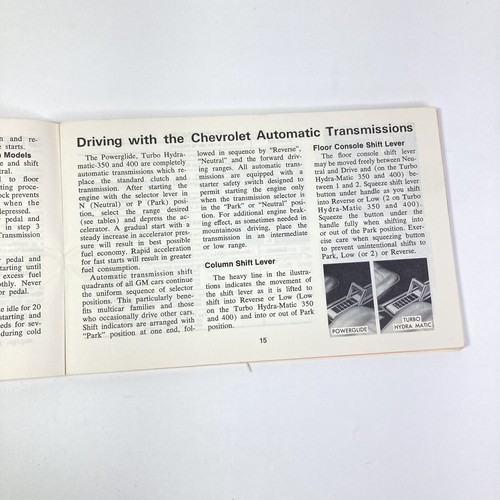 n and re-
e starts.
n Models
e and shift
tral.
d to floor
ting proce-
ock prevents
when the
depressed.
pedal and
in step 3
Transmission
pedal and
tarting until
excess fuel
othly. Never
or pedal.
e idle for 20
starting and
eds for sev-
during cold
Driving with the Chevrolet Automatic Transmissions
The Powerglide, Turbo Hydra-
matic-350 and 400 are completely
automatic transmissions which re-
place the standard clutch and
transmission. After starting the
engine with the selector lever in
N (Neutral) or P (Park) posi-
tion, select the range desired
(see tables) and depress the ac-
celerator. A gradual start with a
steady increase in accelerator pres-
sure will result in best possible
fuel economy. Rapid acceleration
for fast starts will result in greater
fuel consumption.
Automatic transmission shift
quadrants of all GM cars continue
the uniform sequence of selector
positions. This particularly bene-
fits multicar families and those
who occasionally drive other cars.
Shift indicators are arranged with
"Park" position at one end, fol-
lowed in sequence by "Reverse",
"Neutral" and the forward driv-
ing ranges. All automatic trans-
missions are equipped with a
starter safety switch designed to
permit starting the engine only
when the transmission selector is
in the "Park" or "Neutral" posi-
tion. For additional engine brak-
ing effect, as sometimes needed in
mountainous driving, place the
transmission in an intermediate
or low range.
Column Shift Lever
The heavy line in the illustra-
tions indicates the movement of
the shift lever as it is lifted to
shift into Reverse or Low (Low
on the Turbo Hydra-Matic 350
and 400) and into or out of Park
position.
Floor Console Shift Lever
The floor console shift lever
may be moved freely between Neu-
tral and Drive and (on the Turbo
Hydra-Matic 350 and 400) be-
tween 1 and 2. Squeeze shift lever
button under handle as you shift
into Reverse or Low (2 on Turbo
Hydra-Matic 350 and 400).
Squeeze the button under the
handle fully when shifting into
or out of the Park position. Exer-
cise care when squeezing button
to prevent unintentional shifts to
Park, Low (or 2) or Reverse.
POWERGLIDE
TURBO
HYDRA MATIC
15